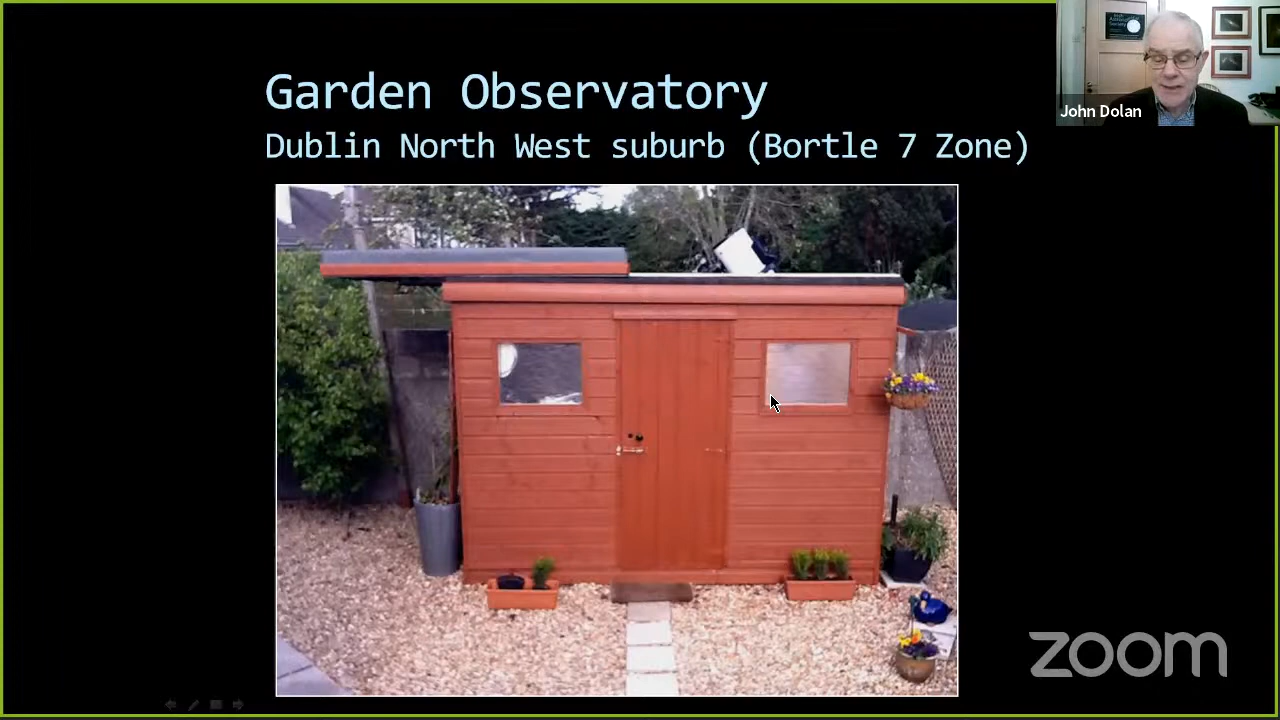 Garden Observatory
Dublin North West suburb (Bortle 7 Zone)
John Dolan
zoom